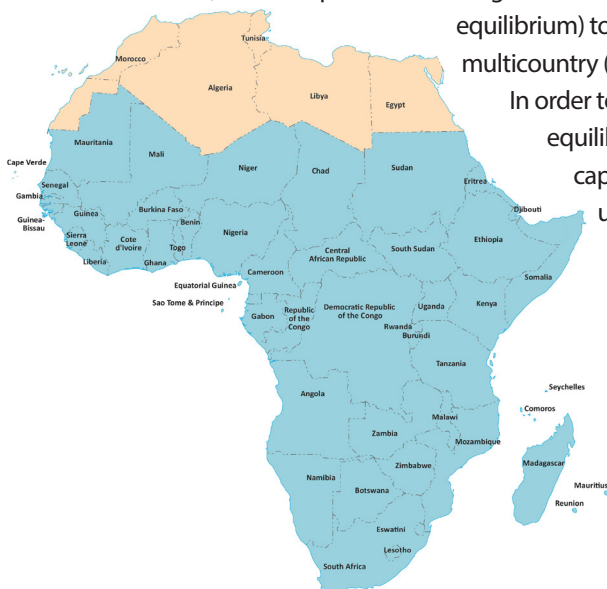 equilibrium) to
multicountry (
In order to
equilib
cap
u
Tunisia
Morocco
Algeria
Libya
Egypt
Mauritania
Mali
Niger
Chad
Sudan
Cape Verde
Senegal
Gambia
Guinea-
Bissau
Guinea
Sierra
Leone
Liberia
Cote
d'Ivoire
Burkina Faso
Ghana
Togo
Benin
Nigeria
Eritrea
Djibouti
Ethiopia
Somalia
South Sudan
Central
African Republic
Cameroon
Equatorial Guinea
Sao Tome & Principe
Gabon
Republic
of the
Congo
Democratic Republic
of the Congo
Uganda
Kenya
Rwanda
Burundi
Tanzania
Seychelles
Comoros
Angola
Malawi
Zambia
Mozambique
Madagascar
Mauritius
Reunion
Zimbabwe
Namibia
Botswana
Eswatini
Lesotho
South Africa